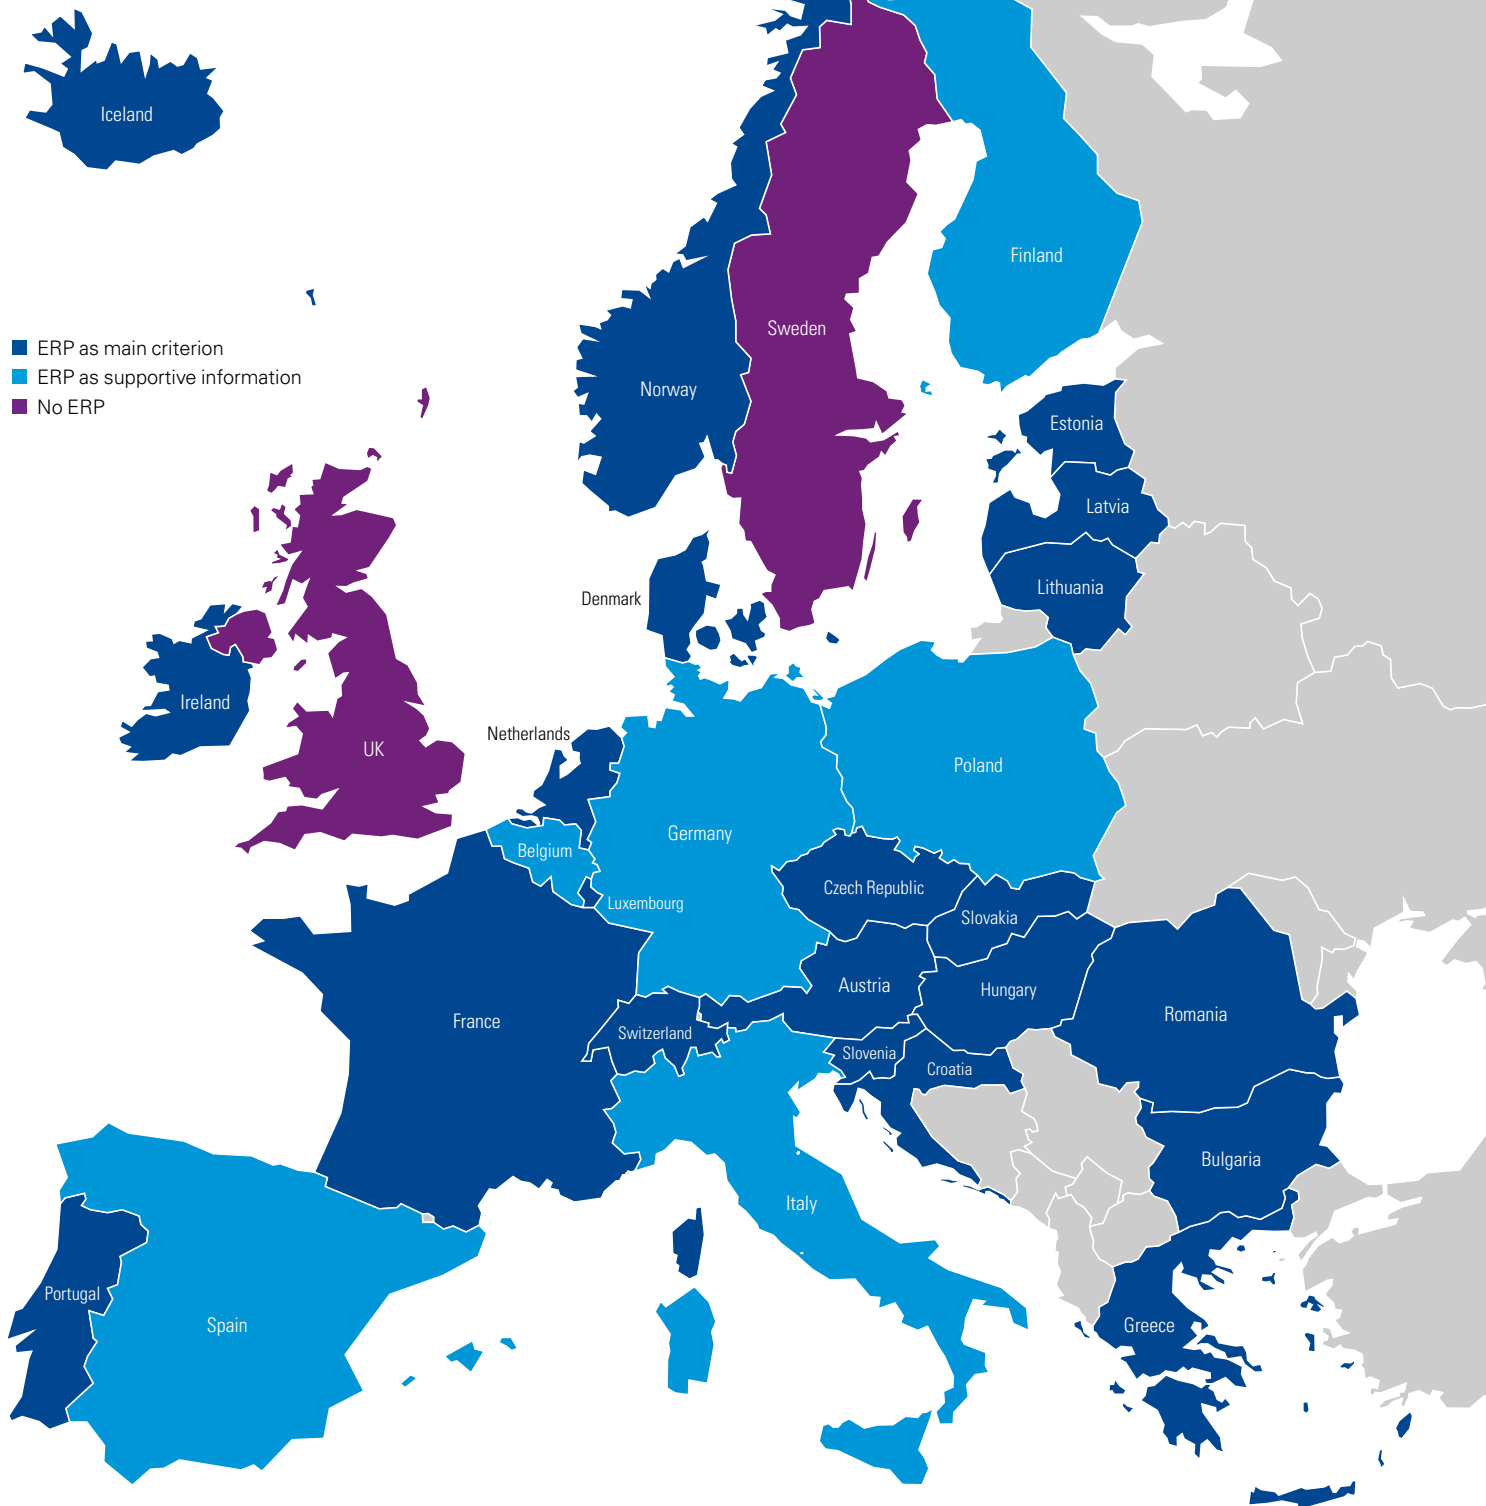 Iceland
Finland
Sweden
ERP as main criterion
ERP as supportive information
No ERP
Norway
Estonia
Latvia
Lithuania
Denmark
Ireland
Netherlands
UK
Poland
Germany
Belgium
Czech Republic
Luxembourg
Slovakia
Austria
Hungary
France
Romania
Switzerland
Slovenia
Croatia
Bulgaria
Italy
Portugal
Spain
Greece